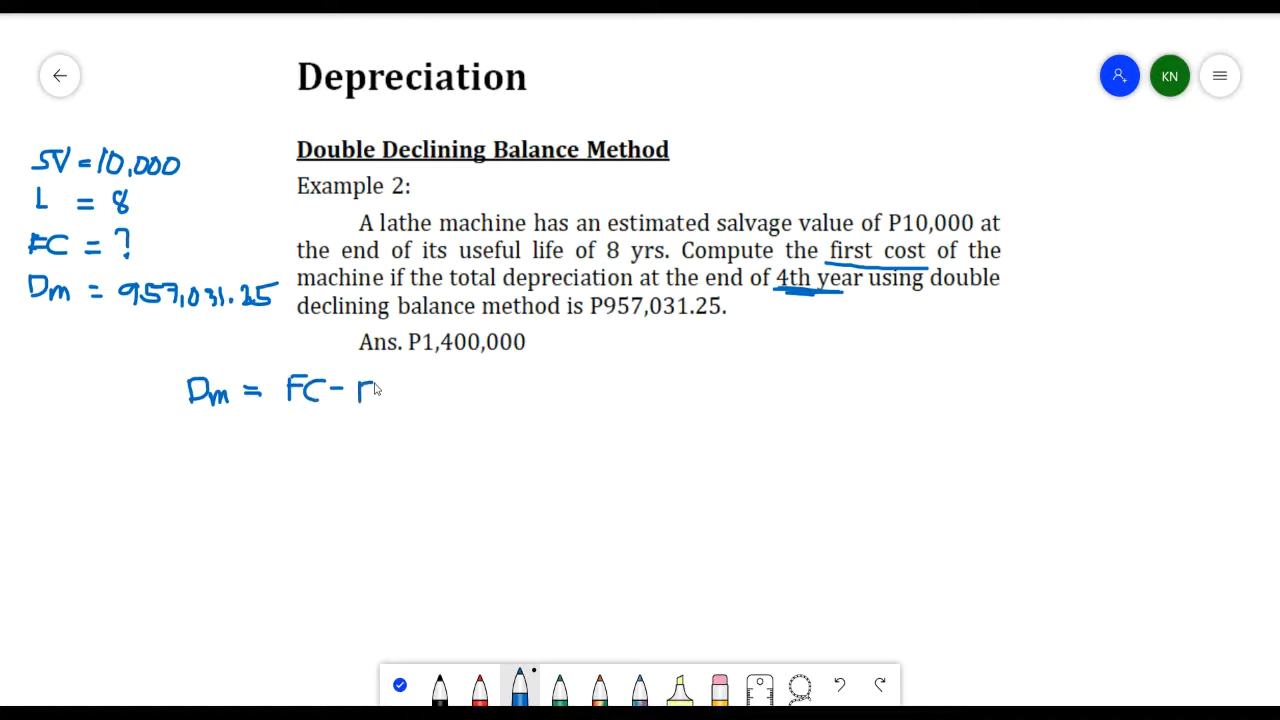 Depreciation
KN
Double Declining Balance Method
Example 2:
A lathe machine has an estimated salvage value of P10,000 at
the end of its useful life of 8 yrs. Compute the first cost of the
machine if the total depreciation at the end of 4th year using double
declining balance method is P957,031.25.
Ans. P1,400,000
SV = 10,000
L = 8
FC = ?
Dm = 957,031.25
Dm = FC - r